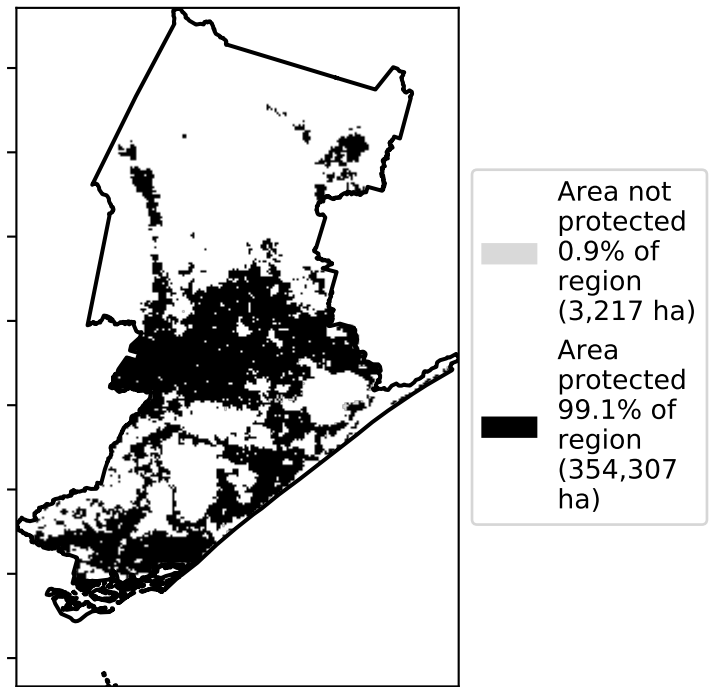 Area not
protected
0.9% of
region
(3,217 ha)
Area
protected
99.1% of
region
(354,307
ha)